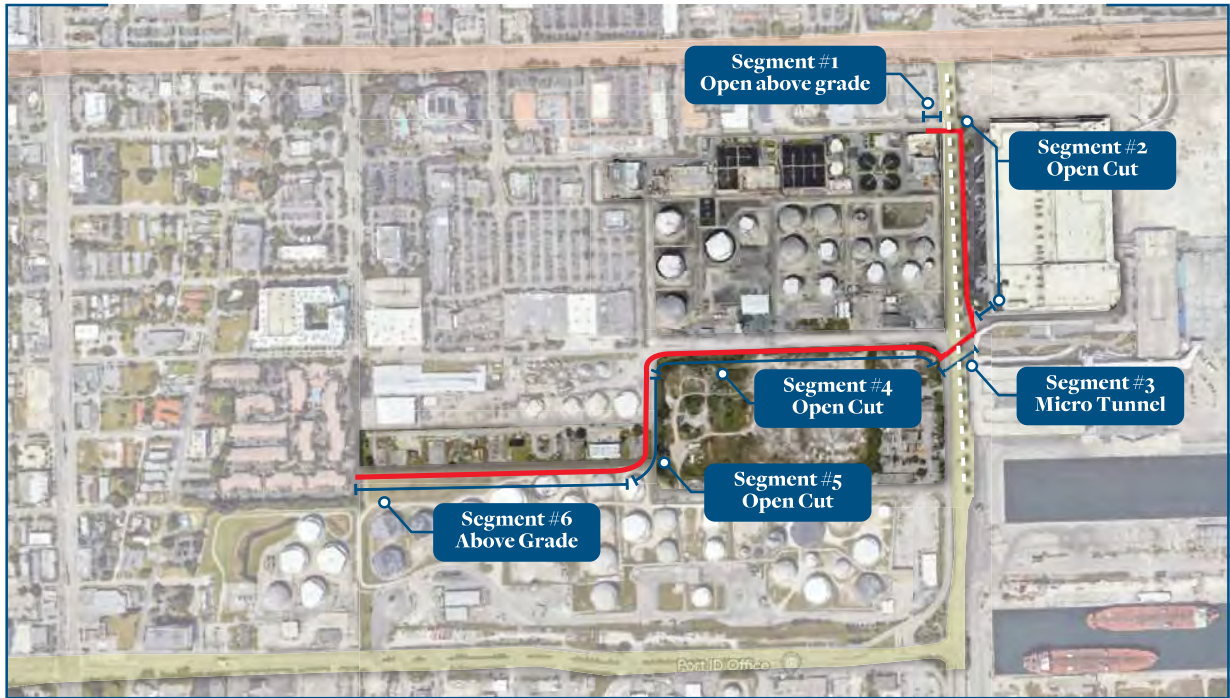 Segment #1
Open above grade
Segment #2
Open Cut
Segment #3
Micro Tunnel
Segment #4
Open Cut
Segment #5
Open Cut
Segment #6
Above Grade
Port ID Office